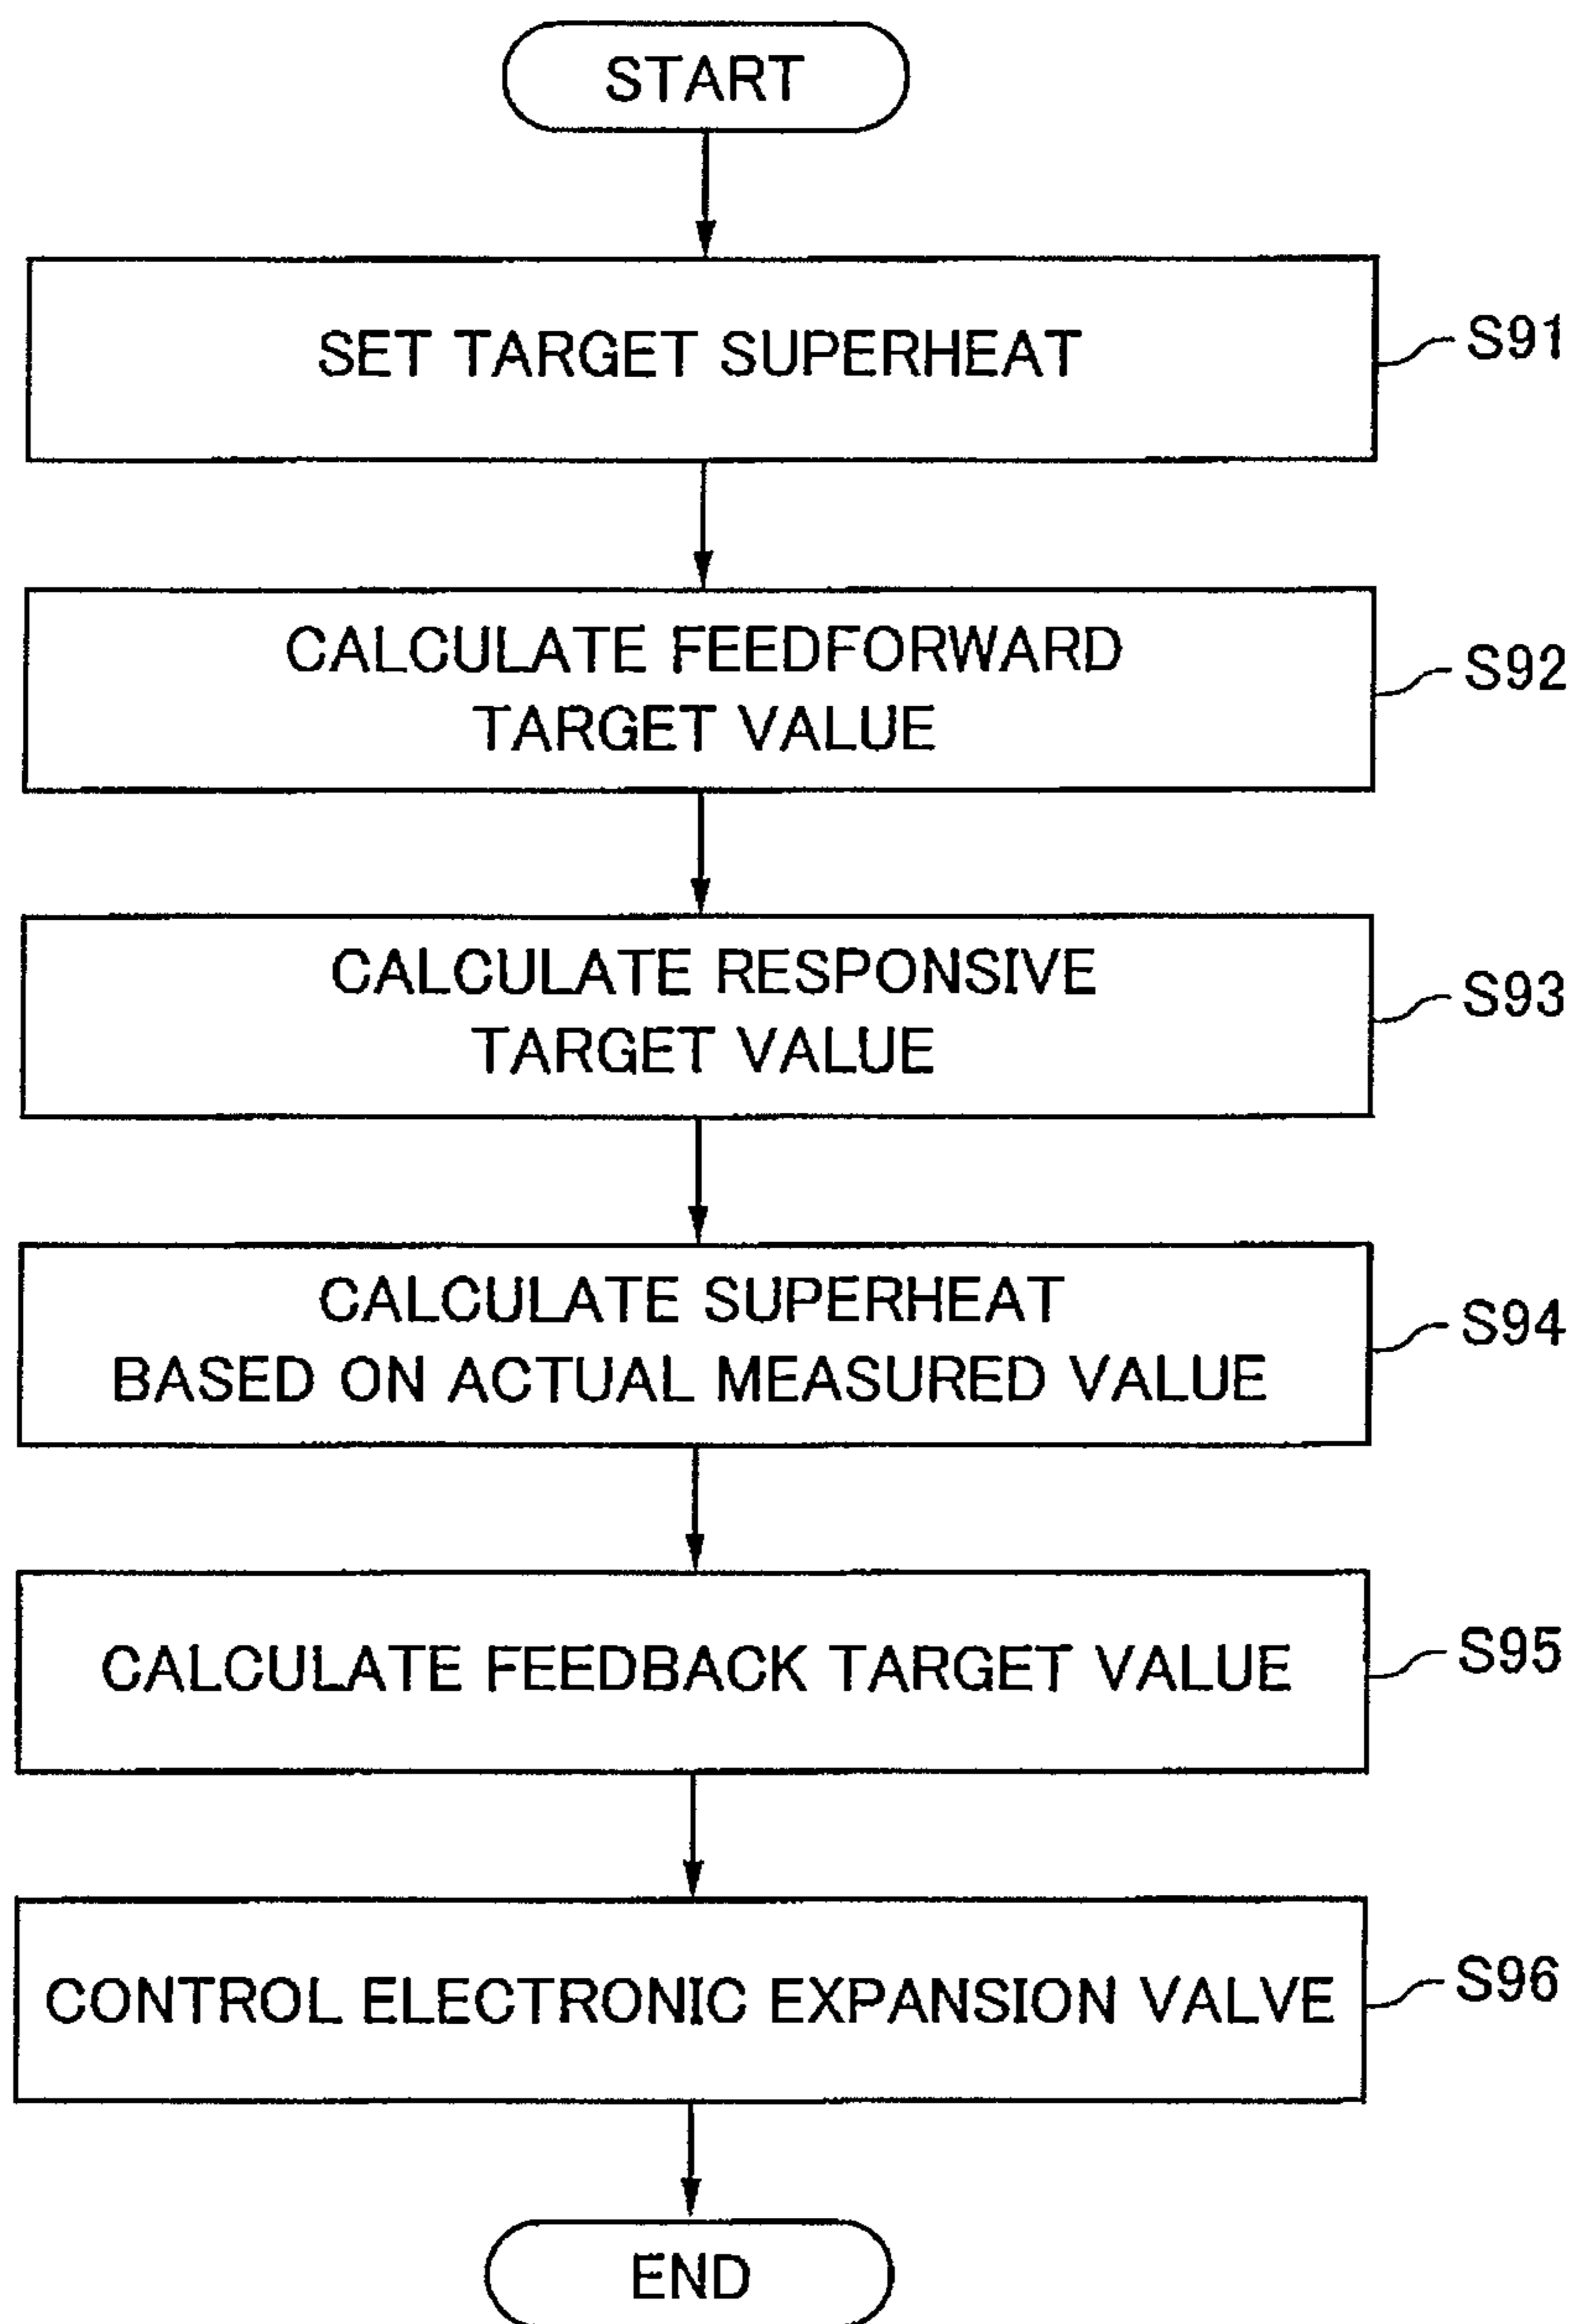 START
SET TARGET SUPERHEAT
S91
CALCULATE FEEDFORWARD
TARGET VALUE
S92
CALCULATE RESPONSIVE
TARGET VALUE
S93
CALCULATE SUPERHEAT
BASED ON ACTUAL MEASURED VALUE
S94
CALCULATE FEEDBACK TARGET VALUE
S95
CONTROL ELECTRONIC EXPANSION VALVE
S96
END